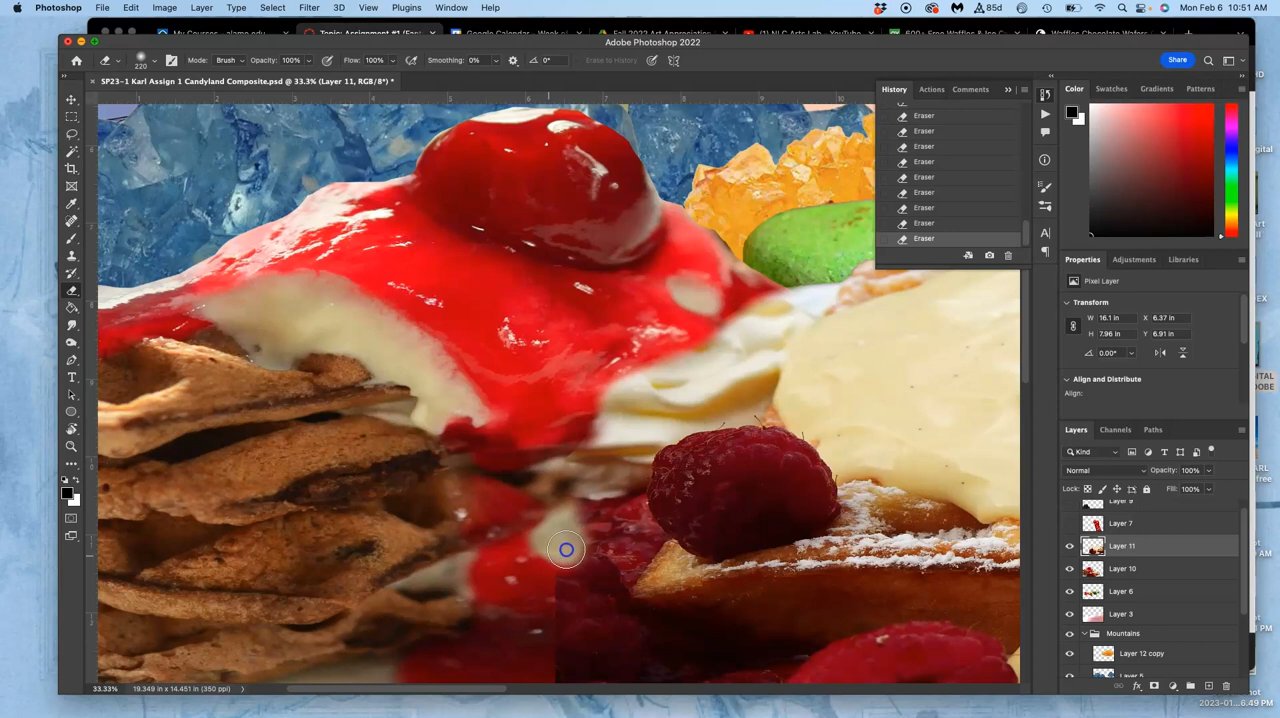 Photoshop File Edit Image Layer Type Select Filter 3D View Plugins Window Help
85d Mon Feb 6 10:51 AM
Adobe Photoshop 2022
220 Mode: Brush Opacity: 100% Flow: 100% Smoothing: 0% 0° Erase to History Share
SP23-1 Karl Assign 1 Candyland Composite.psd @ 33.3% (Layer 11, RGB/8*) *
History Actions Comments
Eraser
Eraser
Eraser
Eraser
Eraser
Eraser
Eraser
Eraser
Eraser
Color Swatches Gradients Patterns
Properties Adjustments Libraries
Pixel Layer
Transform
W 16.1 in X 6.37 in
H 7.96 in Y 6.91 in
0.00°
Align and Distribute
Align:
Layers Channels Paths
Kind
Normal Opacity: 100%
Lock: Fill: 100%
Layer 9
Layer 7
Layer 11
Layer 10
Layer 6
Layer 3
Mountains
Layer 12 copy
Layer 5
33.33% 19.349 in x 14.451 in (350 ppi)